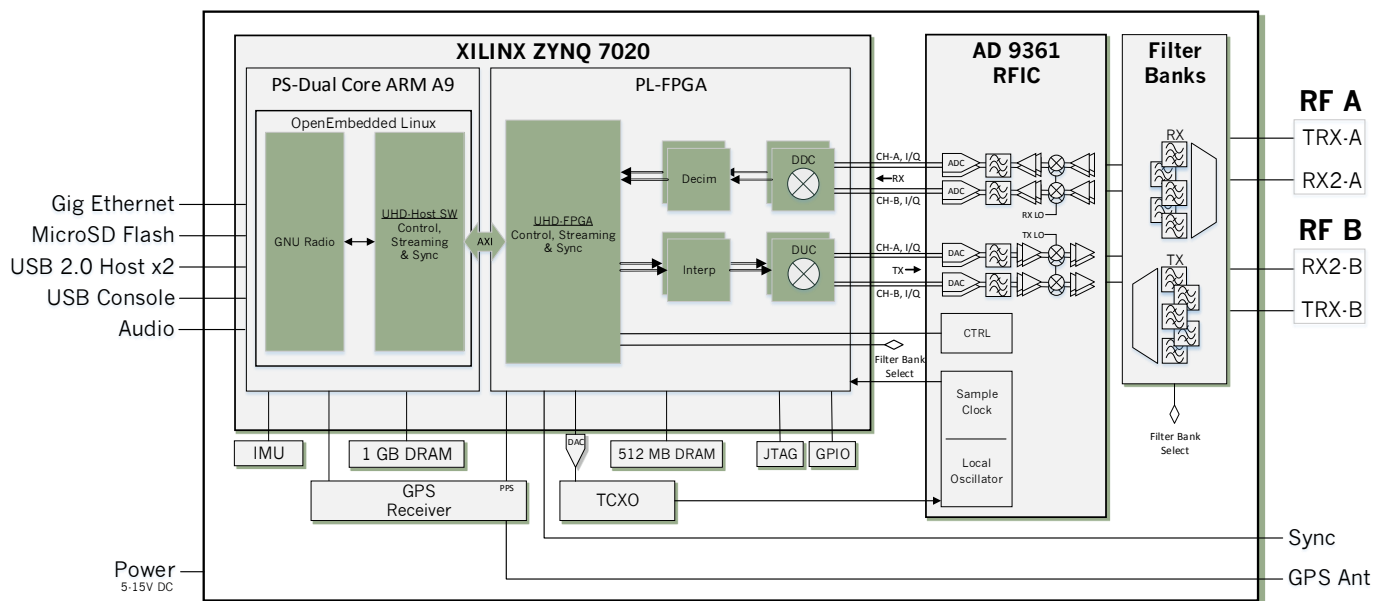 XILINX ZYNQ 7020
PS-Dual Core ARM A9
OpenEmbedded Linux
GNU Radio
UHD-Host SW
Control,
Streaming
& Sync
AXI
PL-FPGA
UHD-FPGA
Control, Streaming
& Sync
Decim
DDC
Interp
DUC
CH-A, I/Q
RX
CH-B, I/Q
CH-A, I/Q
TX
CH-B, I/Q
Filter Bank
Select
AD 9361
RFIC
ADC
ADC
RX LO
TX LO
DAC
DAC
CTRL
Sample
Clock
Local
Oscillator
Filter
Banks
RX
TX
Filter Bank
Select
RF A
TRX-A
RX2-A
RF B
RX2-B
TRX-B
Gig Ethernet
MicroSD Flash
USB 2.0 Host x2
USB Console
Audio
IMU
1 GB DRAM
DAC
512 MB DRAM
JTAG
GPIO
GPS
Receiver
PPS
TCXO
Sync
GPS Ant
Power
5-15V DC